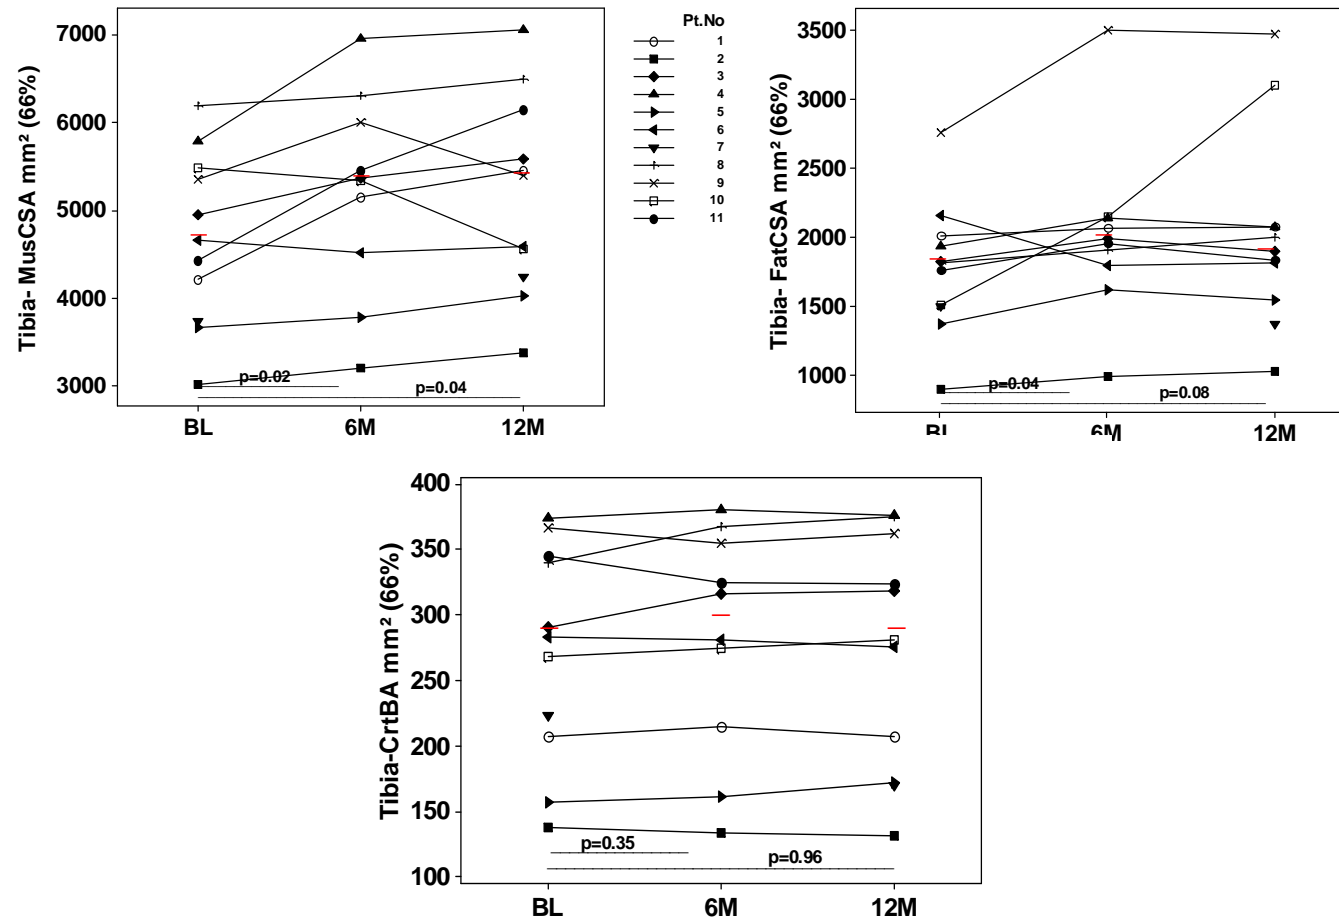 Tibia- MusCSA mm² (66%)
7000
6000
5000
4000
3000
p=0.02
p=0.04
BL
6M
12M
Pt.No
1
2
3
4
5
6
7
8
9
10
11
Tibia- FatCSA mm² (66%)
3500
3000
2500
2000
1500
1000
p=0.04
p=0.08
BL
6M
12M
Tibia-CrtBA mm² (66%)
400
350
300
250
200
150
100
p=0.35
p=0.96
BL
6M
12M